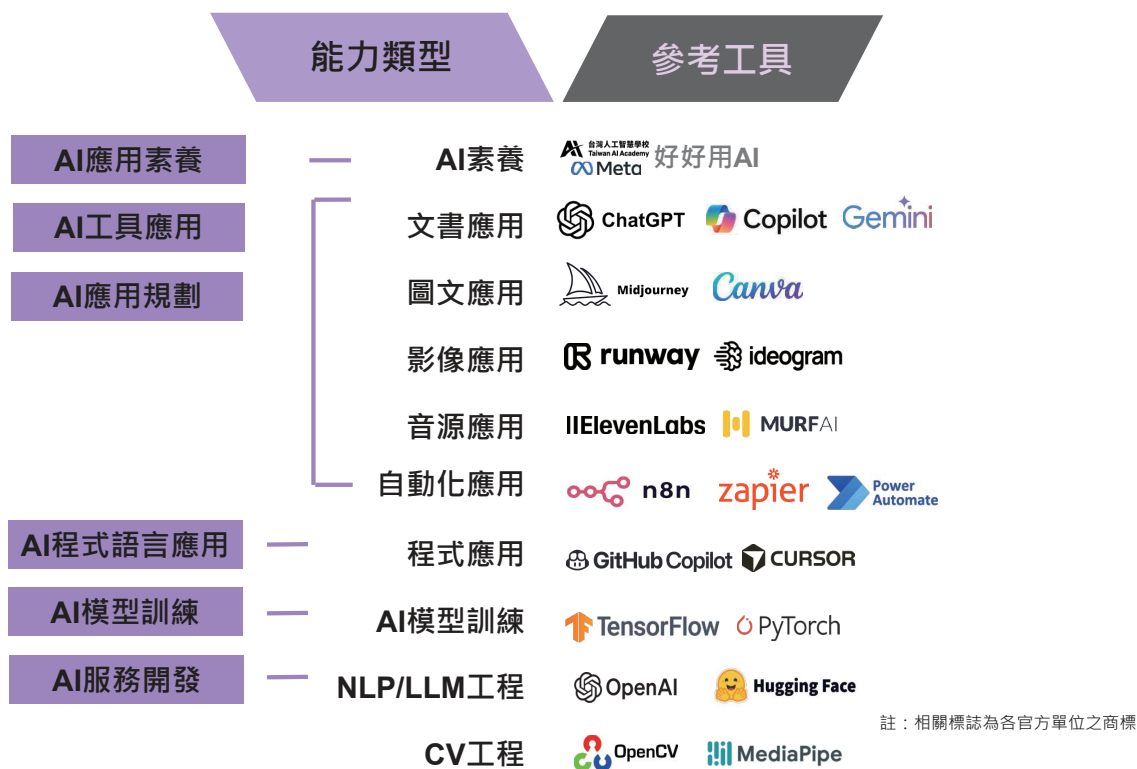 能力類型 參考工具
AI應用素養 AI素養 台灣人工智慧學校 Taiwan AI Academy Meta 好好用AI
AI工具應用 文書應用 ChatGPT Copilot Gemini
AI應用規劃 圖文應用 Midjourney Canva
影像應用 runway ideogram
音源應用 IIElevenLabs MURFAI
自動化應用 n8n zapier Power Automate
AI程式語言應用 程式應用 GitHub Copilot CURSOR
AI模型訓練 AI模型訓練 TensorFlow PyTorch
AI服務開發 NLP/LLM工程 OpenAI Hugging Face
註：相關標誌為各官方單位之商標
CV工程 OpenCV MediaPipe